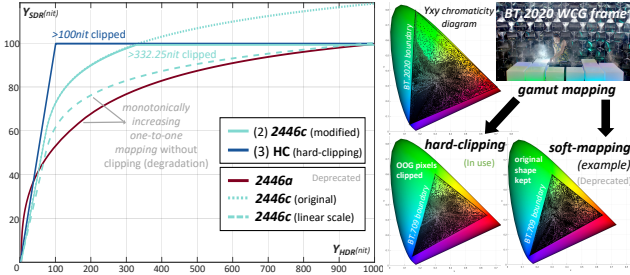 Y_SDR(nit)
100
80
60
40
20
0
100
200
300
400
500
600
700
800
900
1000
Y_HDR(nit)
>100nit clipped
>332.25nit clipped
monotonically
increasing
one-to-one
mapping without
clipping (degradation)
(2) 2446c (modified)
(3) HC (hard-clipping)
Deprecated
2446a
2446c (original)
2446c (linear scale)
Yxy chromaticity
diagram
BT.2020 boundary
BT.2020 WCG frame
gamut mapping
hard-clipping
(In use)
soft-mapping
(example)
(Deprecated)
OOG pixels
clipped
BT.709 boundary
original
shape
kept
BT.709 boundary